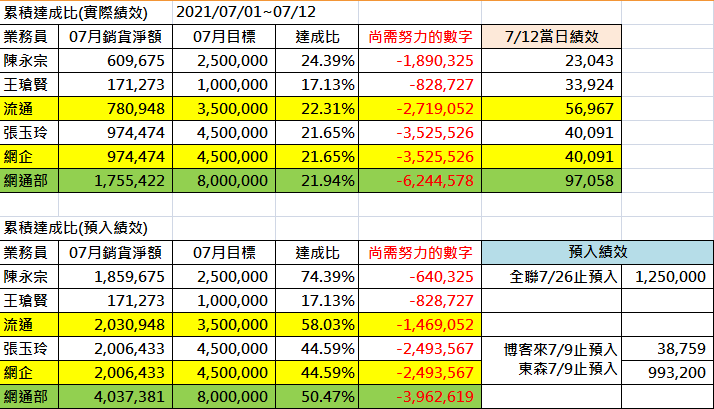 累積達成比(實際績效) 2021/07/01~07/12
業務員 07月銷貨淨額 07月目標 達成比 尚需努力的數字 7/12當日績效
陳永宗 609,675 2,500,000 24.39% -1,890,325 23,043
王瑲賢 171,273 1,000,000 17.13% -828,727 33,924
流通 780,948 3,500,000 22.31% -2,719,052 56,967
張玉玲 974,474 4,500,000 21.65% -3,525,526 40,091
網企 974,474 4,500,000 21.65% -3,525,526 40,091
網通部 1,755,422 8,000,000 21.94% -6,244,578 97,058
累積達成比(預入績效)
業務員 07月銷貨淨額 07月目標 達成比 尚需努力的數字 預入績效
陳永宗 1,859,675 2,500,000 74.39% -640,325 全聯7/26止預入 1,250,000
王瑲賢 171,273 1,000,000 17.13% -828,727
流通 2,030,948 3,500,000 58.03% -1,469,052
張玉玲 2,006,433 4,500,000 44.59% -2,493,567 博客來7/9止預入 38,759
網企 2,006,433 4,500,000 44.59% -2,493,567 東森7/9止預入 993,200
網通部 4,037,381 8,000,000 50.47% -3,962,619